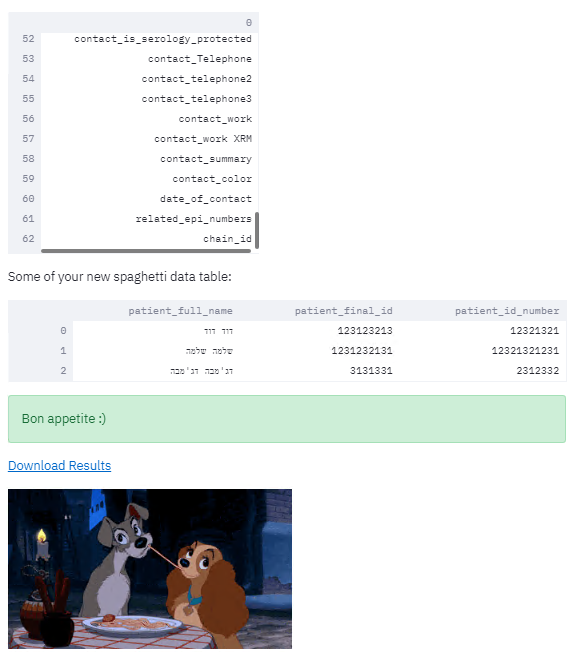 0
52 contact_is_serology_protected
53 contact_Telephone
54 contact_telephone2
55 contact_telephone3
56 contact_work
57 contact_work XRM
58 contact_summary
59 contact_color
60 date_of_contact
61 related_epi_numbers
62 chain_id
Some of your new spaghetti data table:
patient_full_name patient_final_id patient_id_number
0 דוד דוד 123123213 12321321
1 שלמה שלמה 1231232131 12321321231
2 דג'מבה דג'מבה 3131331 2312332
Bon appetite :)
Download Results